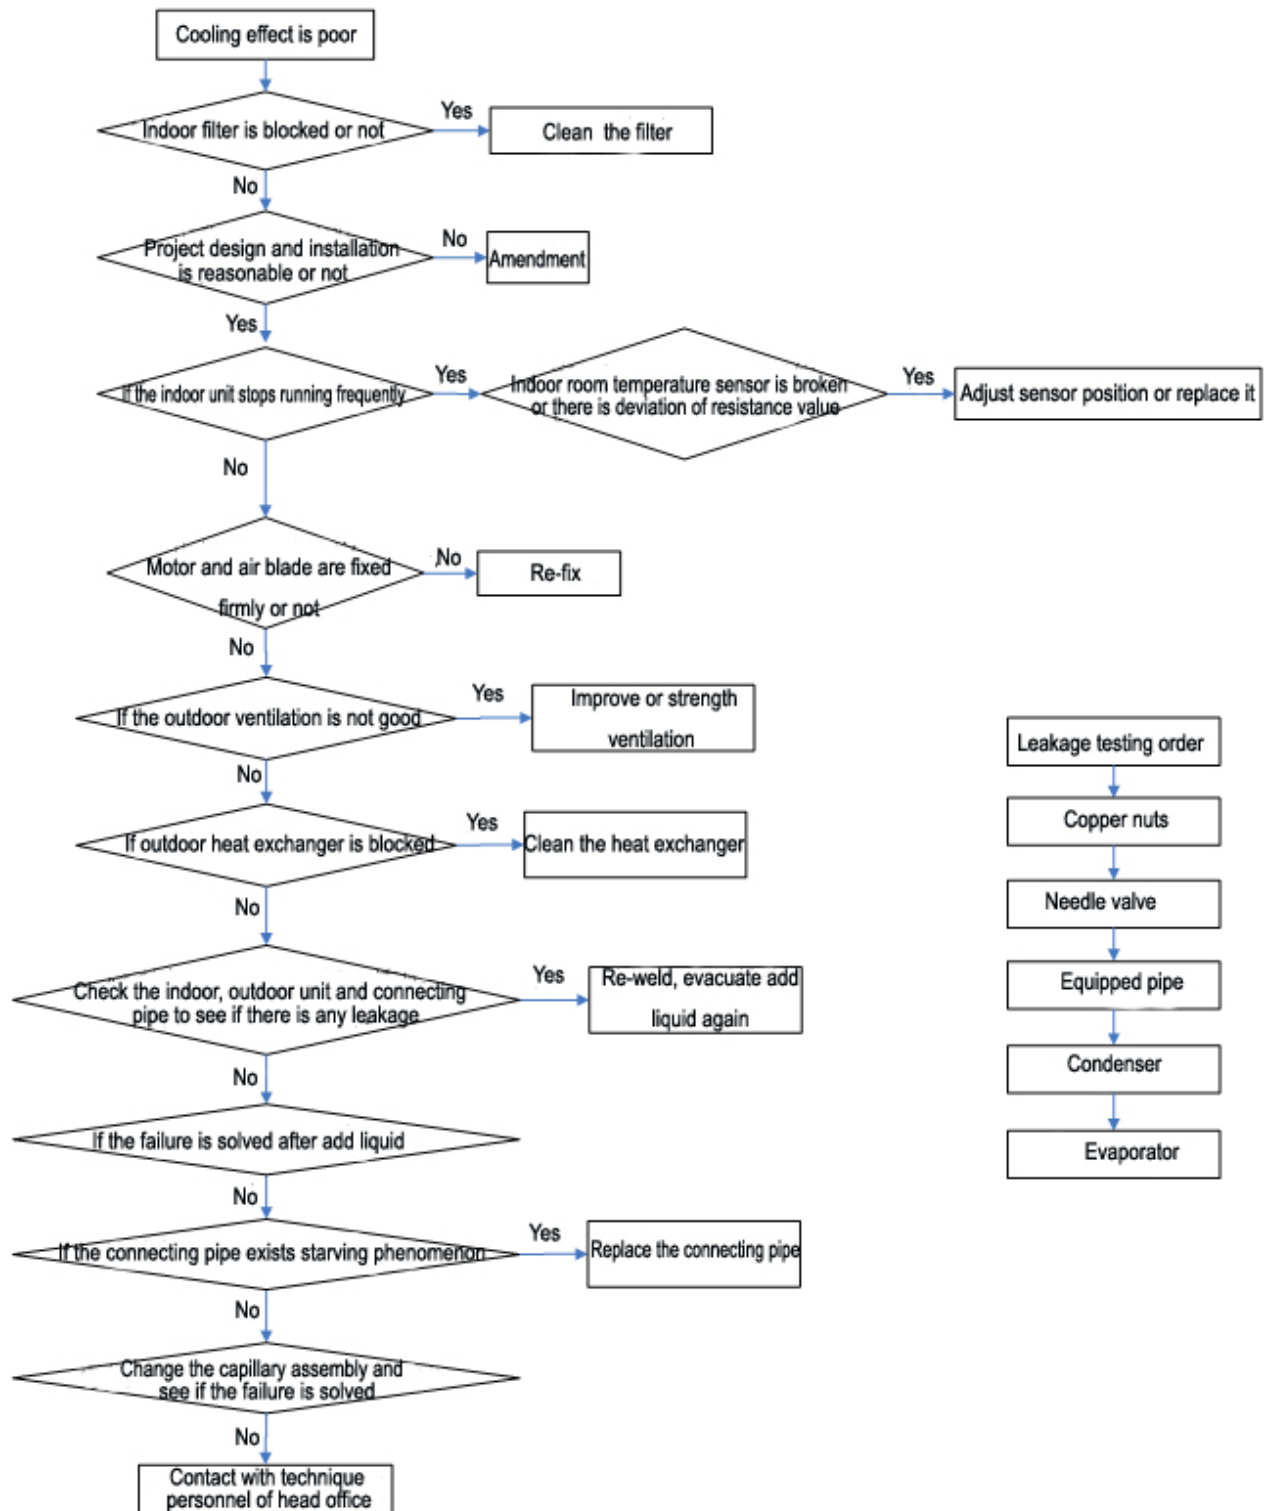 Cooling effect is poor
Indoor filter is blocked or not
Yes
Clean the filter
No
Project design and installation
is reasonable or not
No
Amendment
Yes
If the indoor unit stops running frequently
Yes
Indoor room temperature sensor is broken
or there is deviation of resistance value
Yes
Adjust sensor position or replace it
No
Motor and air blade are fixed
firmly or not
No
Re-fix
No
If the outdoor ventilation is not good
Yes
Improve or strength
ventilation
No
If outdoor heat exchanger is blocked
Yes
Clean the heat exchanger
No
Check the indoor, outdoor unit and connecting
pipe to see if there is any leakage
Yes
Re-weld, evacuate add
liquid again
No
If the failure is solved after add liquid
No
If the connecting pipe exists starving phenomenon
Yes
Replace the connecting pipe
No
Change the capillary assembly and
see if the failure is solved
No
Contact with technique
personnel of head office
Leakage testing order
Copper nuts
Needle valve
Equipped pipe
Condenser
Evaporator